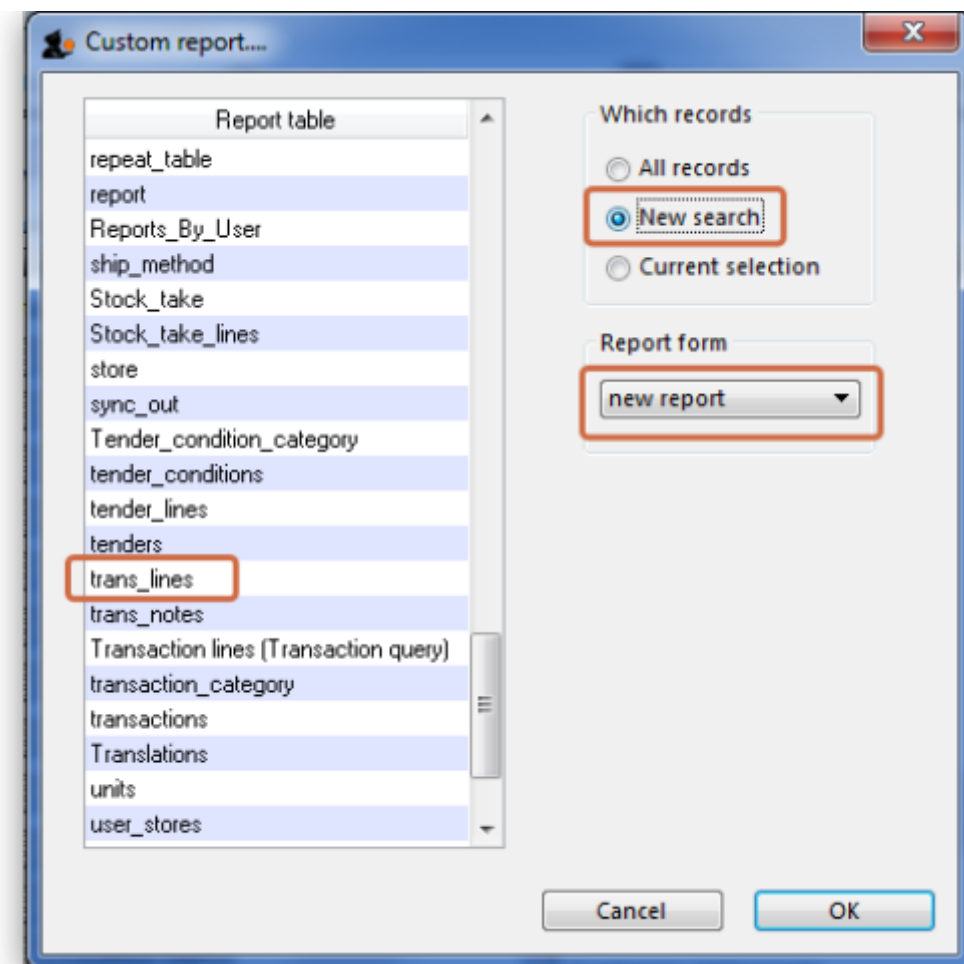 Custom report....
Report table
repeat_table
report
Reports_By_User
ship_method
Stock_take
Stock_take_lines
store
sync_out
Tender_condition_category
tender_conditions
tender_lines
tenders
trans_lines
trans_notes
Transaction lines (Transaction query)
transaction_category
transactions
Translations
units
user_stores
Which records
All records
New search
Current selection
Report form
new report
Cancel
OK